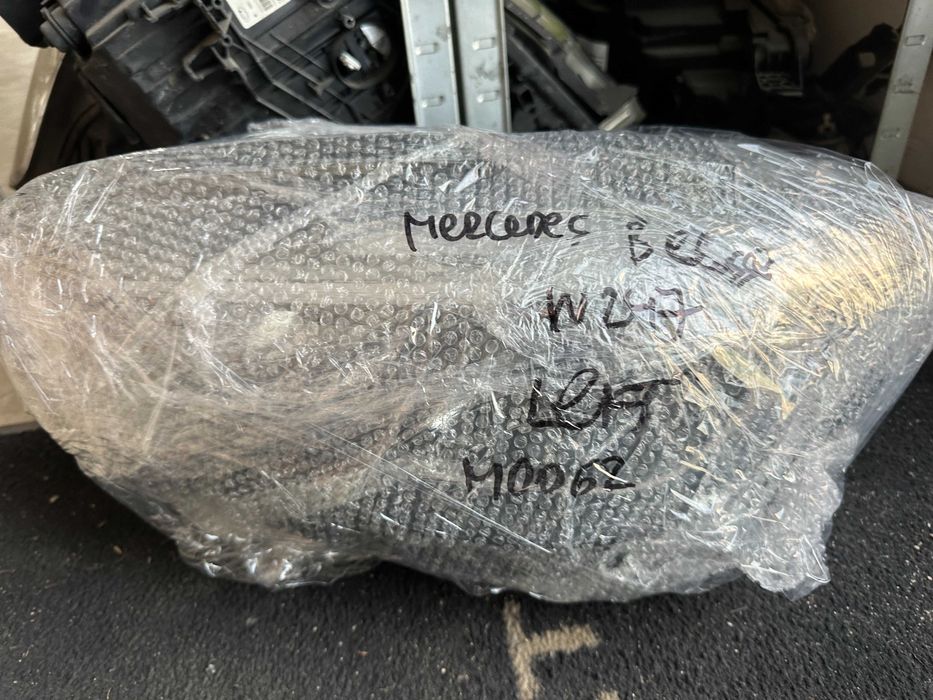 Mercedes B Class
W247
Left
M0062